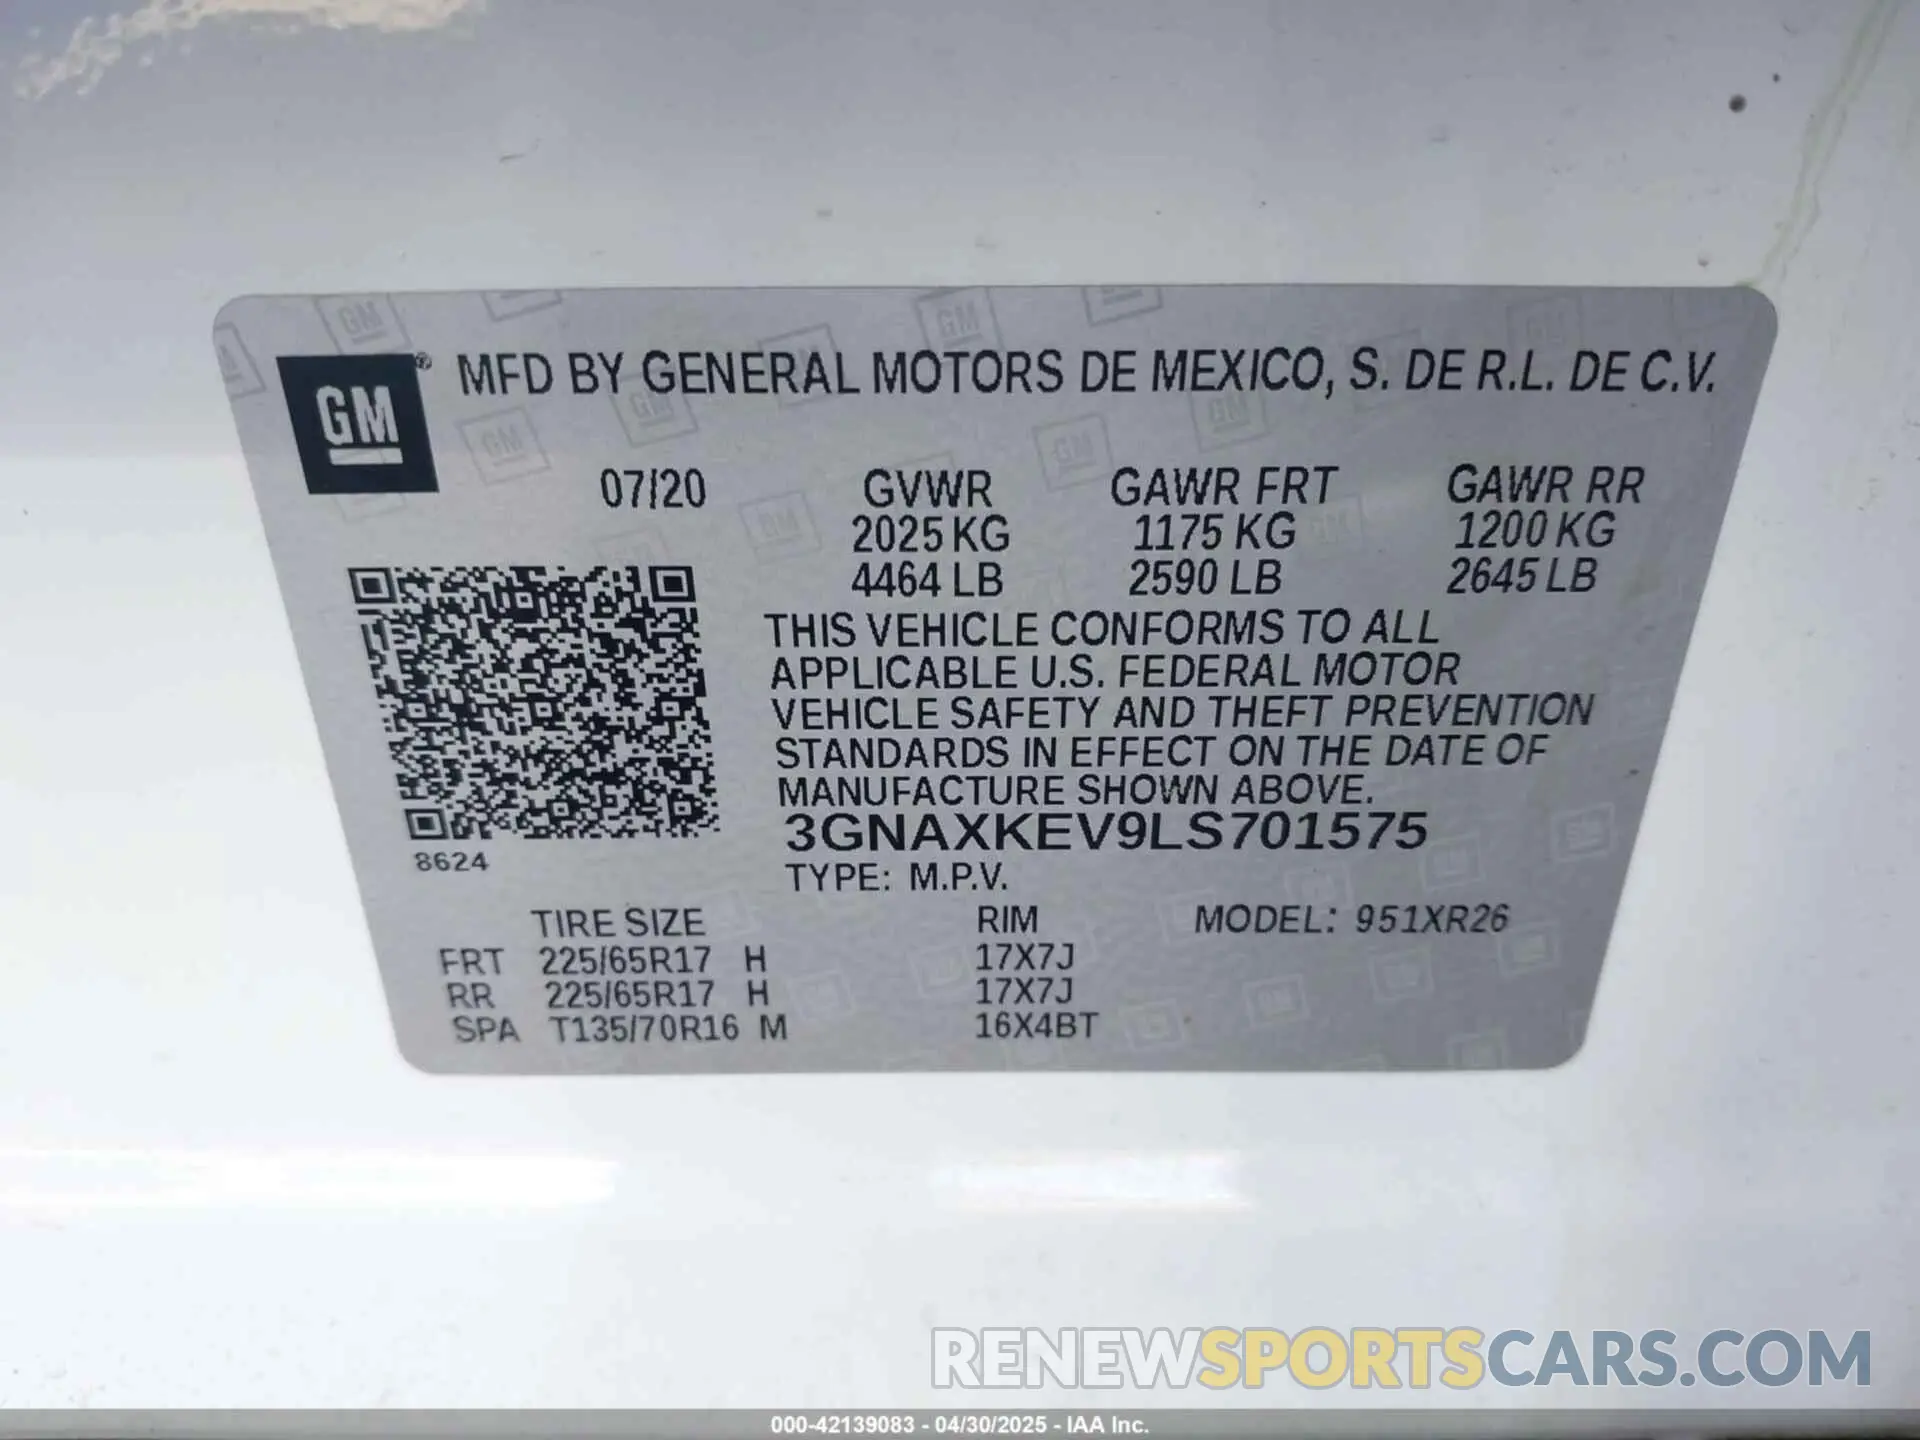 GM® MFD BY GENERAL MOTORS DE MEXICO, S. DE R.L. DE C.V.
07/20 GVWR GAWR FRT GAWR RR
2025 KG 1175 KG 1200 KG
4464 LB 2590 LB 2645 LB
THIS VEHICLE CONFORMS TO ALL
APPLICABLE U.S. FEDERAL MOTOR
VEHICLE SAFETY AND THEFT PREVENTION
STANDARDS IN EFFECT ON THE DATE OF
MANUFACTURE SHOWN ABOVE.
3GNAXKEV9LS701575
8624
TYPE: M.P.V.
TIRE SIZE RIM MODEL: 951XR26
FRT 225/65R17 H 17X7J
RR 225/65R17 H 17X7J
SPA T135/70R16 M 16X4BT
RENEWSPORTSCARS.COM
000-42139083 - 04/30/2025 - IAA Inc.